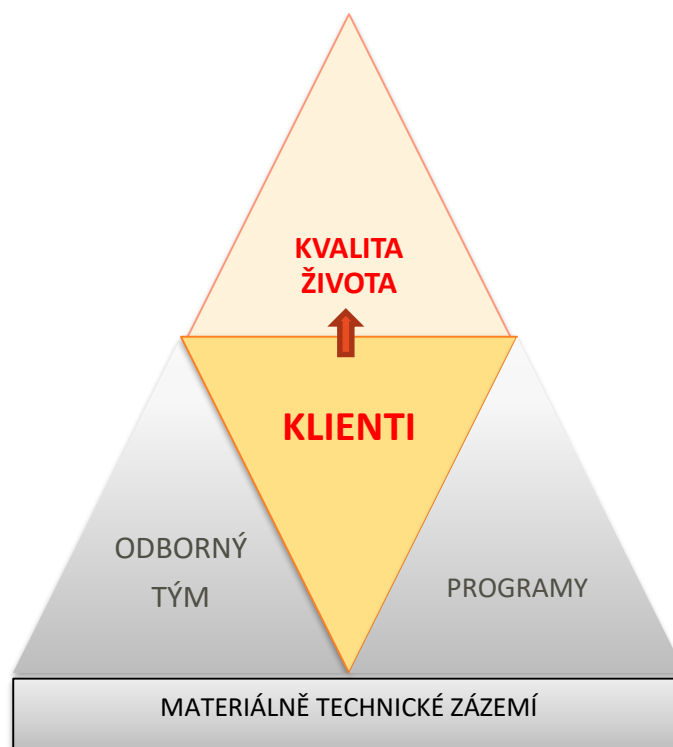 KVALITA
ŽIVOTA
KLIENTI
ODBORNÝ
TÝM
PROGRAMY
MATERIÁLNĚ TECHNICKÉ ZÁZEMÍ